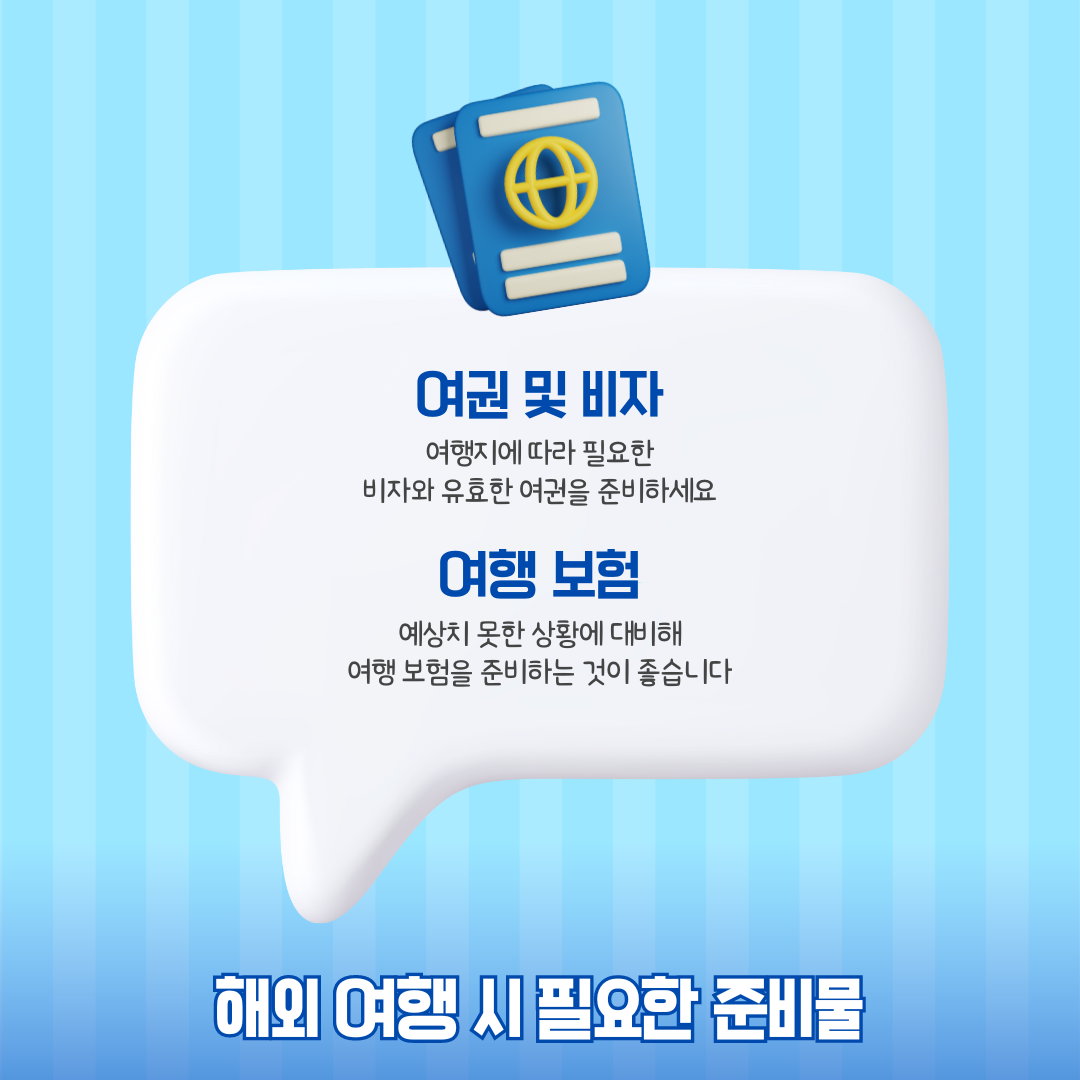 여권 및 비자
여행지에 따라 필요한
비자와 유효한 여권을 준비하세요
여행 보험
예상치 못한 상황에 대비해
여행 보험을 준비하는 것이 좋습니다
해외 여행 시 필요한 준비물